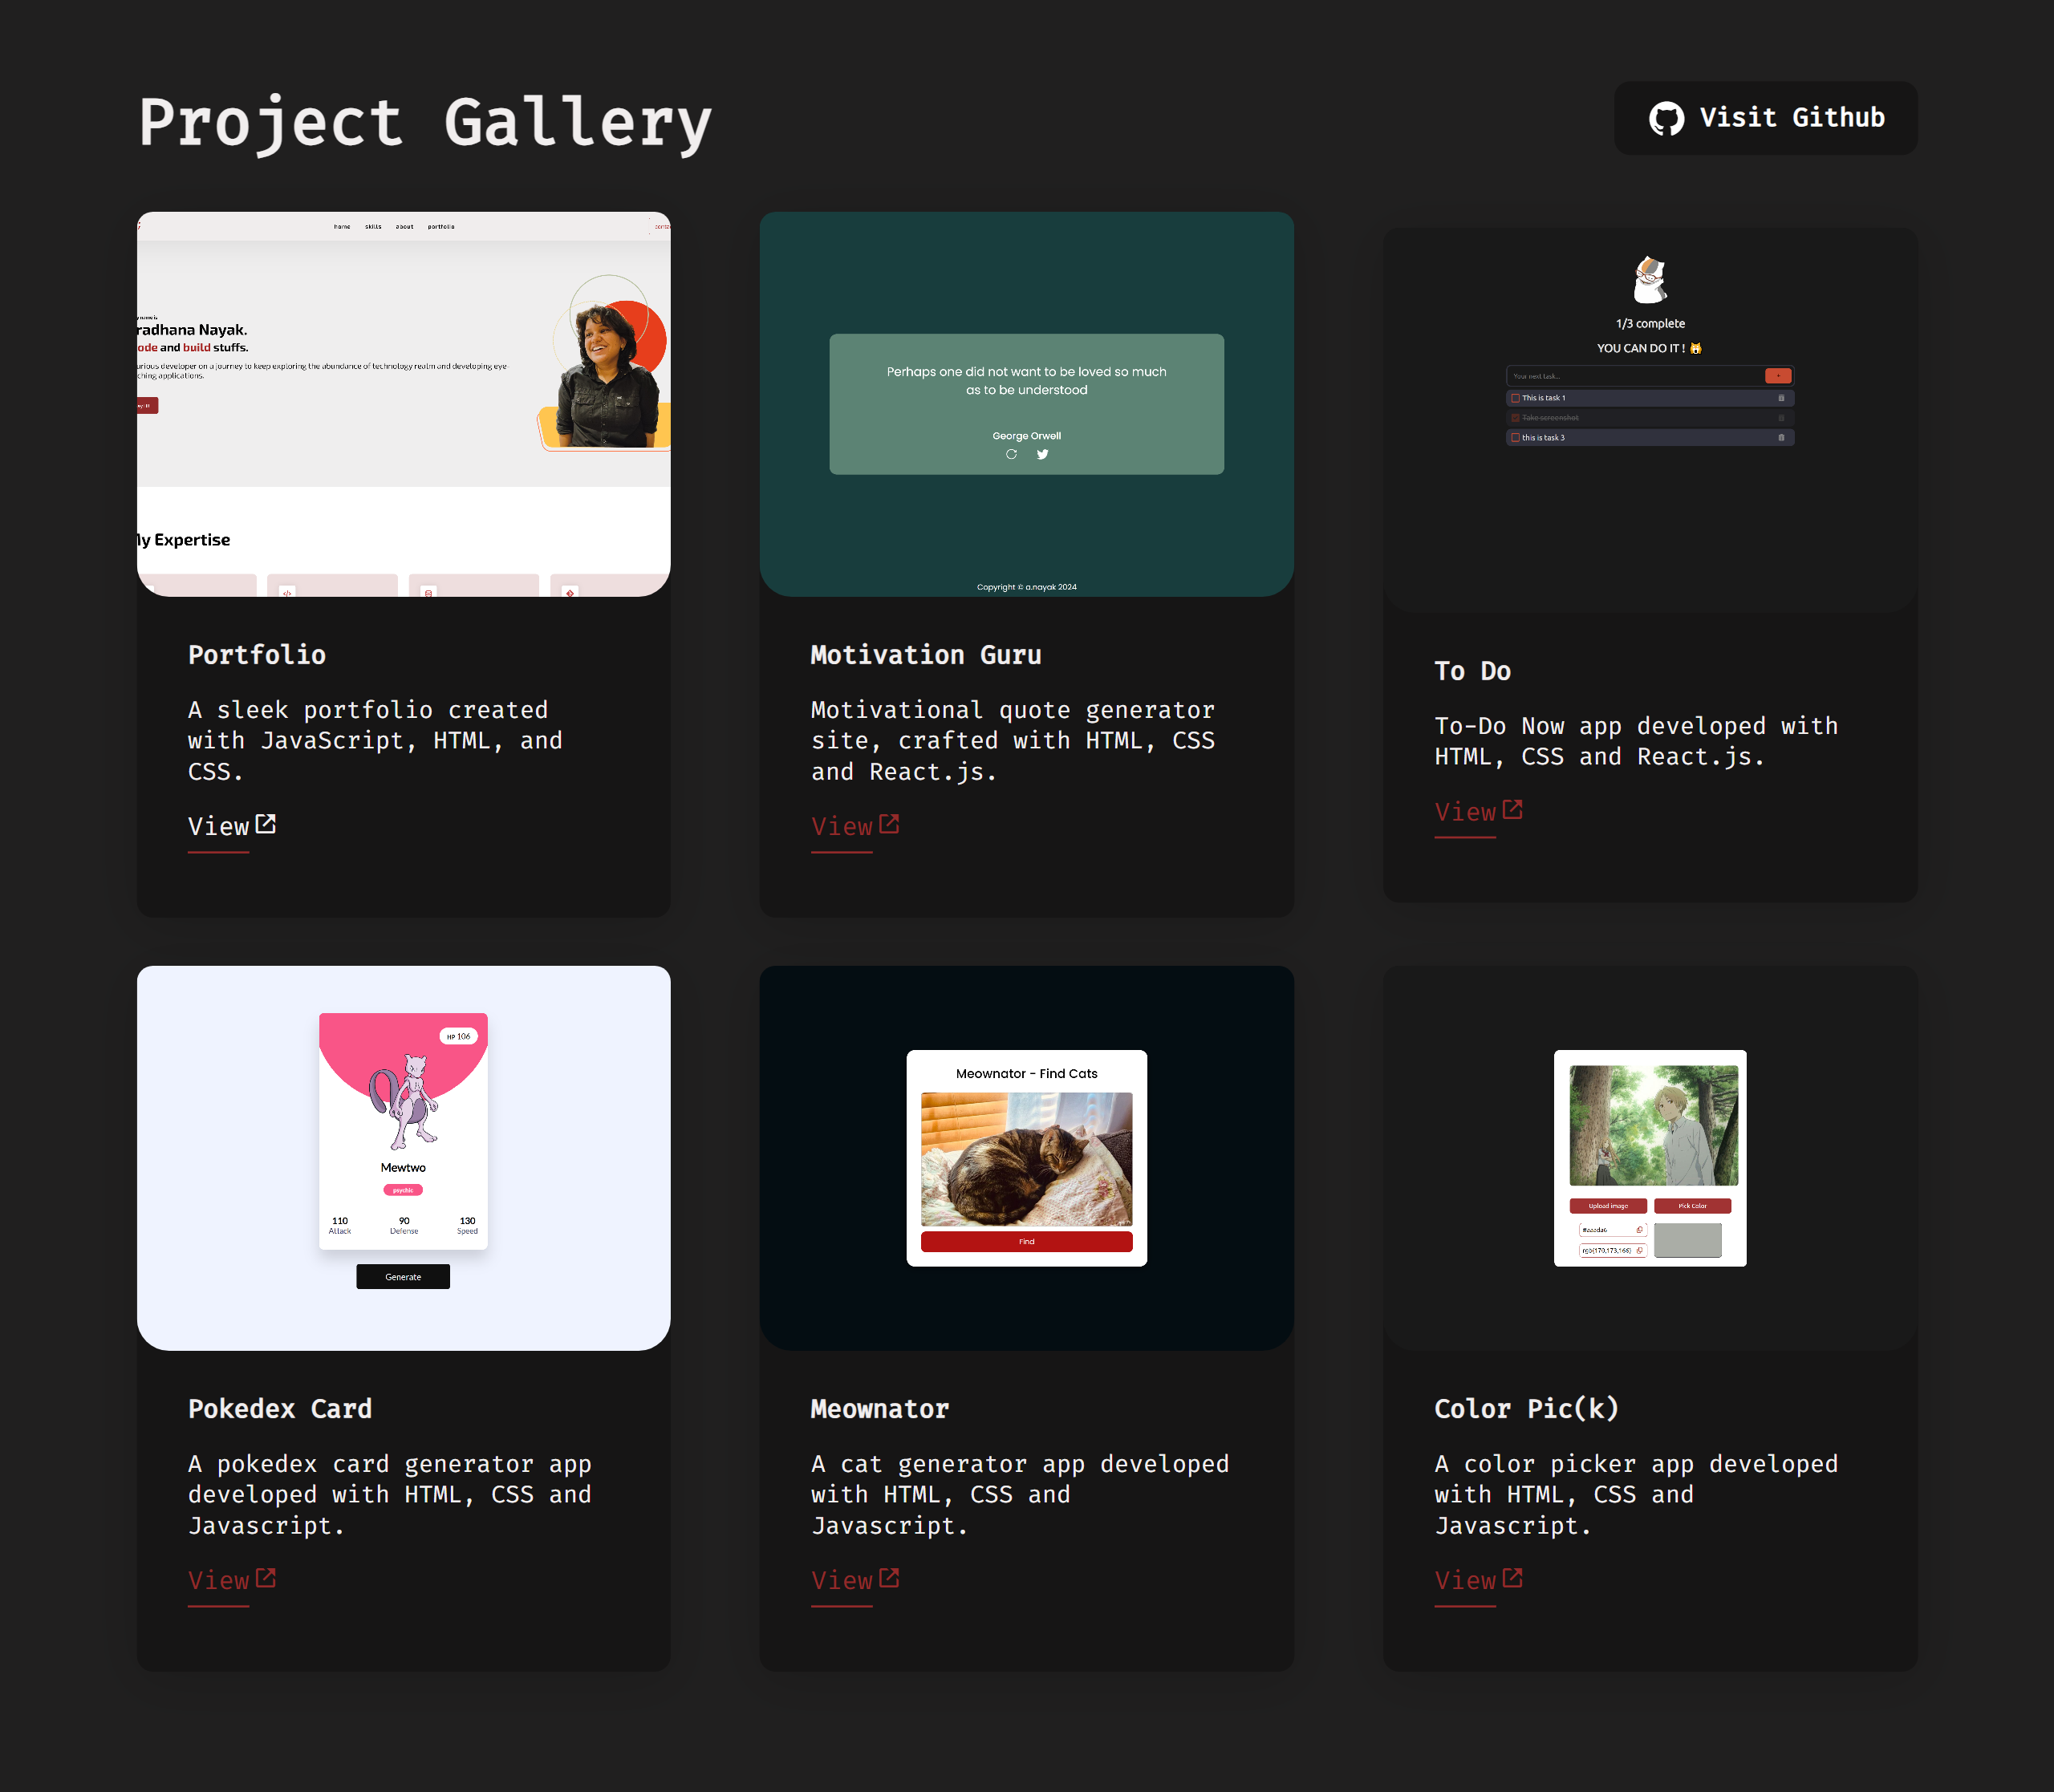 Project Gallery
Visit Github
home skills about portfolio
radhana Nayak.
ode and build stuffs.
urious developer on a journey to keep exploring the abundance of technology realm and developing eye-
ching applications.
y Expertise
Portfolio
A sleek portfolio created
with JavaScript, HTML, and
CSS.
View
Perhaps one did not want to be loved so much
as to be understood
George Orwell
Copyright © a.nayak 2024
Motivation Guru
Motivational quote generator
site, crafted with HTML, CSS
and React.js.
View
1/3 complete
YOU CAN DO IT !
Your next task...
+
This is task 1
Take screenshot
this is task 3
To Do
To-Do Now app developed with
HTML, CSS and React.js.
View
HP 106
Mewtwo
psychic
110 90 130
Attack Defense Speed
Generate
Pokedex Card
A pokedex card generator app
developed with HTML, CSS and
Javascript.
View
Meownator - Find Cats
Find
Meownator
A cat generator app developed
with HTML, CSS and
Javascript.
View
Upload image Pick Color
#aaada6
rgb(170,173,166)
Color Pic(k)
A color picker app developed
with HTML, CSS and
Javascript.
View